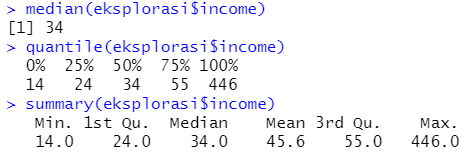 > median(eksplorasi$income)
[1] 34
> quantile(eksplorasi$income)
  0%  25%  50%  75% 100%
  14   24   34   55  446
> summary(eksplorasi$income)
   Min. 1st Qu.  Median    Mean 3rd Qu.    Max.
   14.0    24.0    34.0    45.6    55.0   446.0